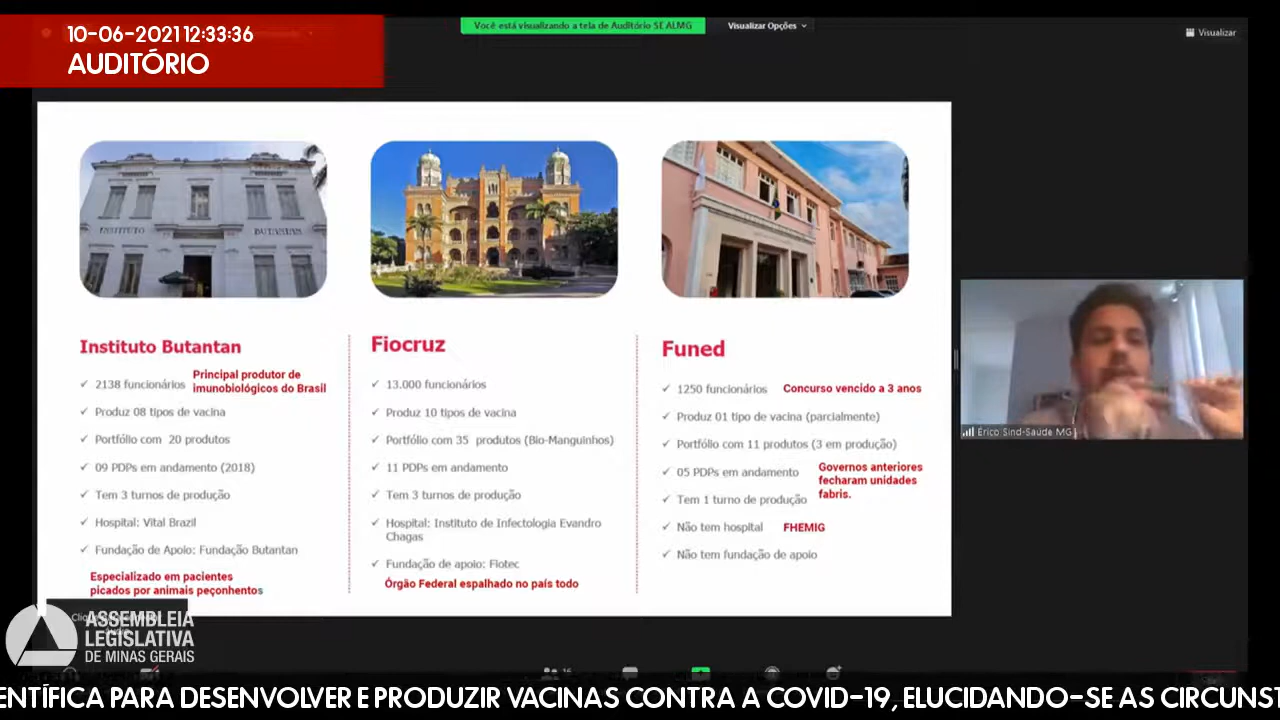 10-06-2021 12:33:36
AUDITÓRIO
Você está visualizando a tela de Auditório SE ALMG
Visualizar Opções
Visualizar
INSTITUTO BUTANTAN
Instituto Butantan
✓ 2138 funcionários
Principal produtor de
imunobiológicos do Brasil
✓ Produz 08 tipos de vacina
✓ Portfólio com 20 produtos
✓ 09 PDPs em andamento (2018)
✓ Tem 3 turnos de produção
✓ Hospital: Vital Brazil
✓ Fundação de Apoio: Fundação Butantan
Especializado em pacientes
picados por animais peçonhentos
Fiocruz
✓ 13.000 funcionários
✓ Produz 10 tipos de vacina
✓ Portfólio com 35 produtos (Bio-Manguinhos)
✓ 11 PDPs em andamento
✓ Tem 3 turnos de produção
✓ Hospital: Instituto de Infectologia Evandro
Chagas
✓ Fundação de apoio: Fiotec
Órgão Federal espalhado no país todo
Funed
✓ 1250 funcionários
Concurso vencido a 3 anos
✓ Produz 01 tipo de vacina (parcialmente)
✓ Portfólio com 11 produtos (3 em produção)
✓ 05 PDPs em andamento
Governos anteriores
fecharam unidades
fabris.
✓ Tem 1 turno de produção
✓ Não tem hospital
FHEMIG
✓ Não tem fundação de apoio
Érico Sind-Saúde MG
ASSEMBLEIA
LEGISLATIVA
DE MINAS GERAIS
16
ENTÍFICA PARA DESENVOLVER E PRODUZIR VACINAS CONTRA A COVID-19, ELUCIDANDO-SE AS CIRCUNST